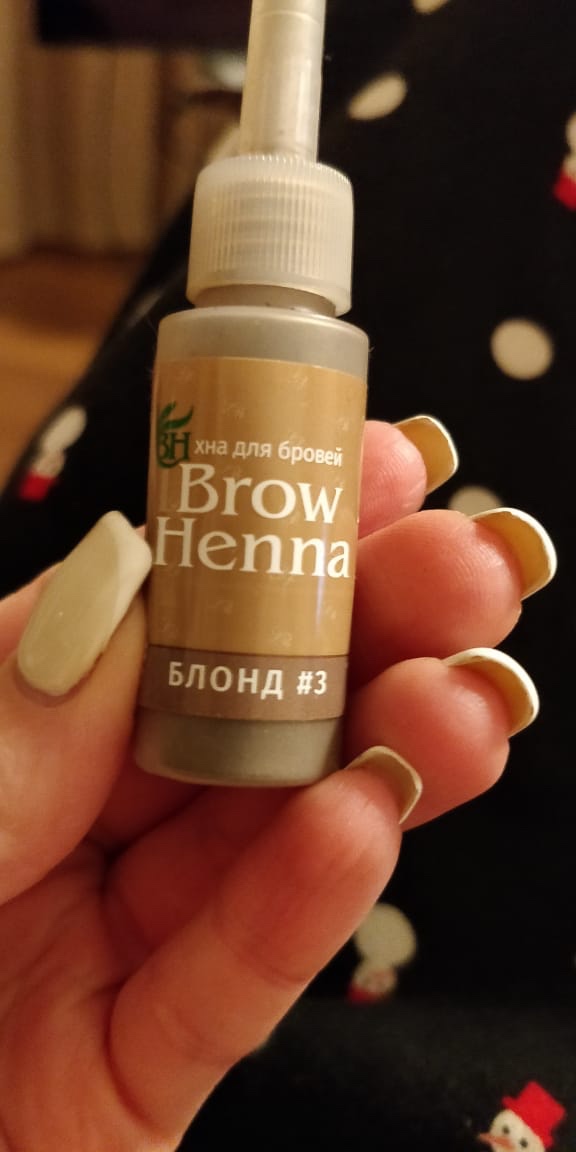 BH хна для бровей
Brow
Henna
БЛОНД #3